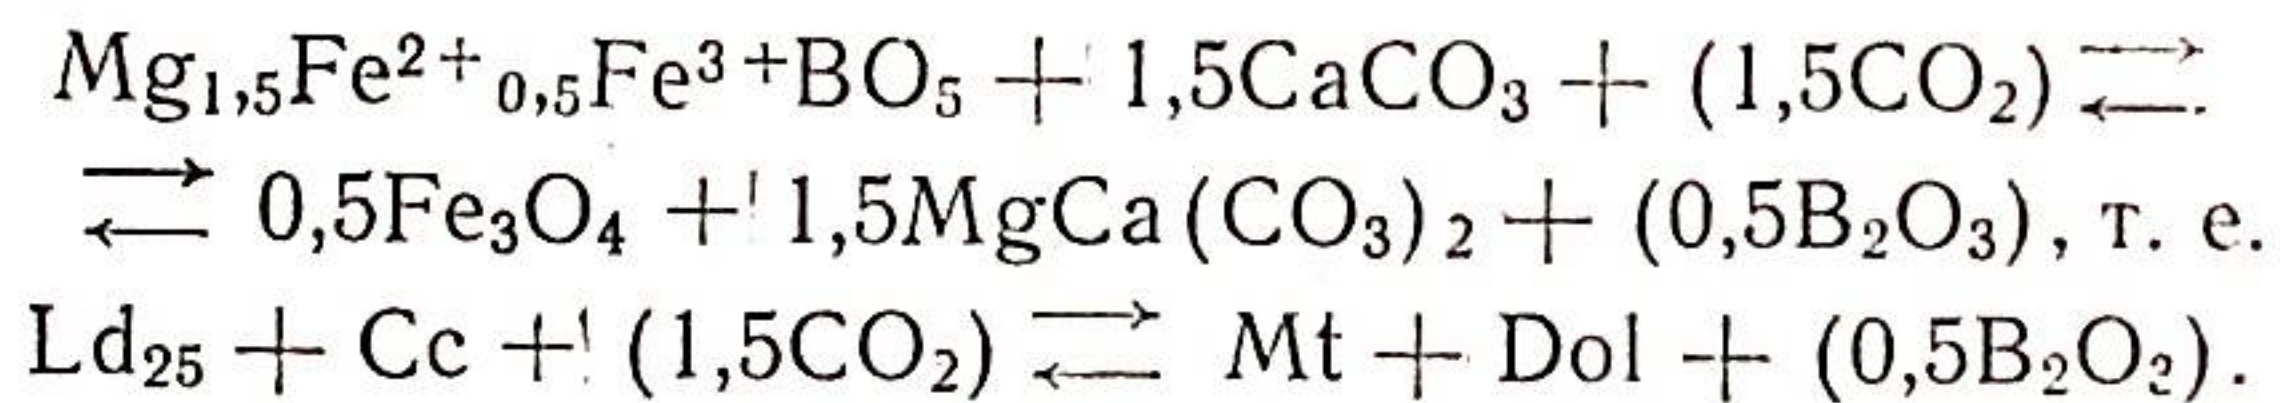 Mg₁,₅Fe²⁺₀,₅Fe³⁺BO₅ + 1,5CaCO₃ + (1,5CO₂) ⇄
⇄ 0,5Fe₃O₄ + 1,5MgCa(CO₃)₂ + (0,5B₂O₃), т. е.
Ld₂₅ + Cc + (1,5CO₂) ⇄ Mt + Dol + (0,5B₂O₃).